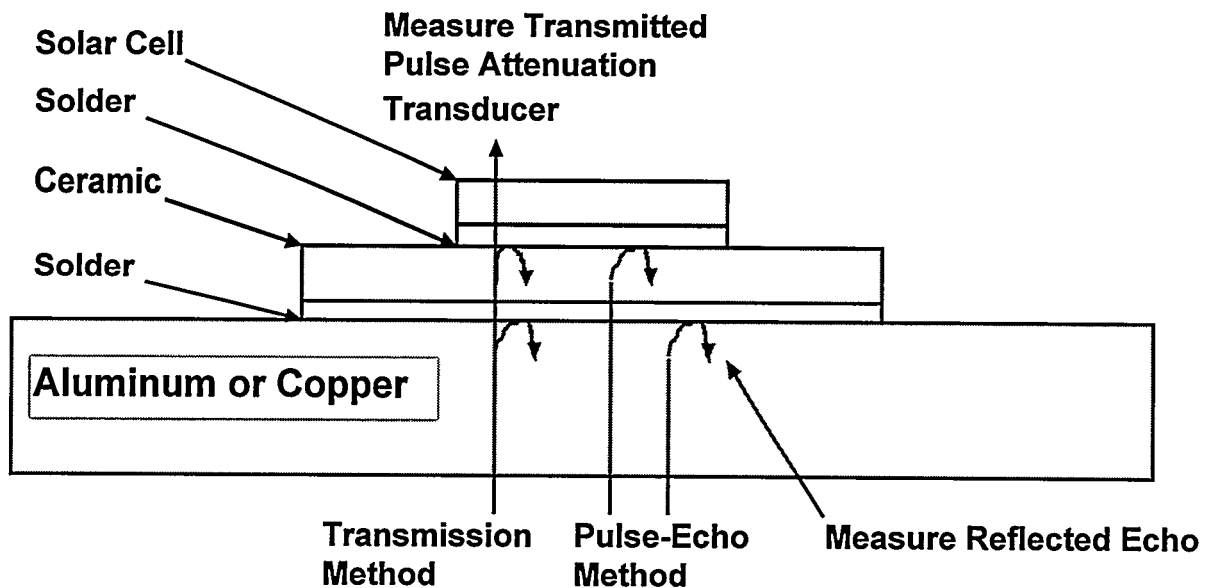 Solar Cell
Solder
Ceramic
Solder
Measure Transmitted
Pulse Attenuation
Transducer
Aluminum or Copper
Transmission
Method
Pulse-Echo
Method
Measure Reflected Echo